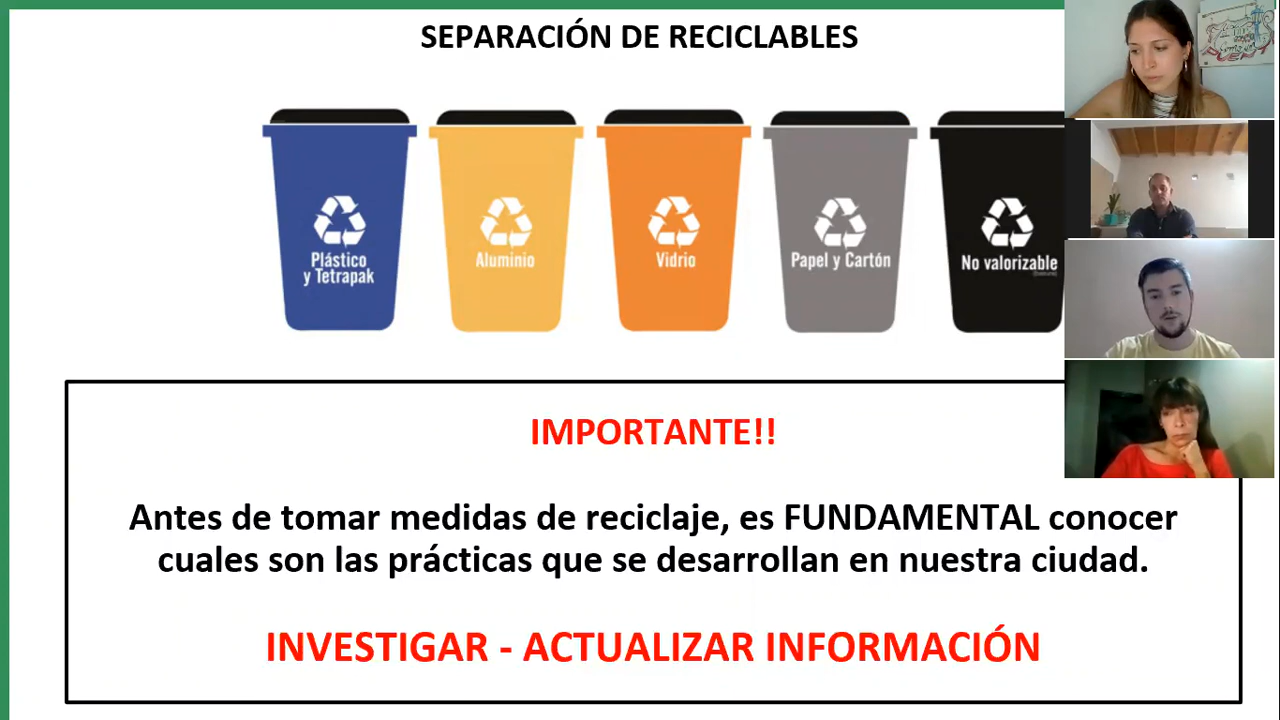 SEPARACIÓN DE RECICLABLES
Plástico
y Tetrapak
Aluminio
Vidrio
Papel y Cartón
No valorizable
IMPORTANTE!!
Antes de tomar medidas de reciclaje, es FUNDAMENTAL conocer
cuales son las prácticas que se desarrollan en nuestra ciudad.
INVESTIGAR - ACTUALIZAR INFORMACIÓN